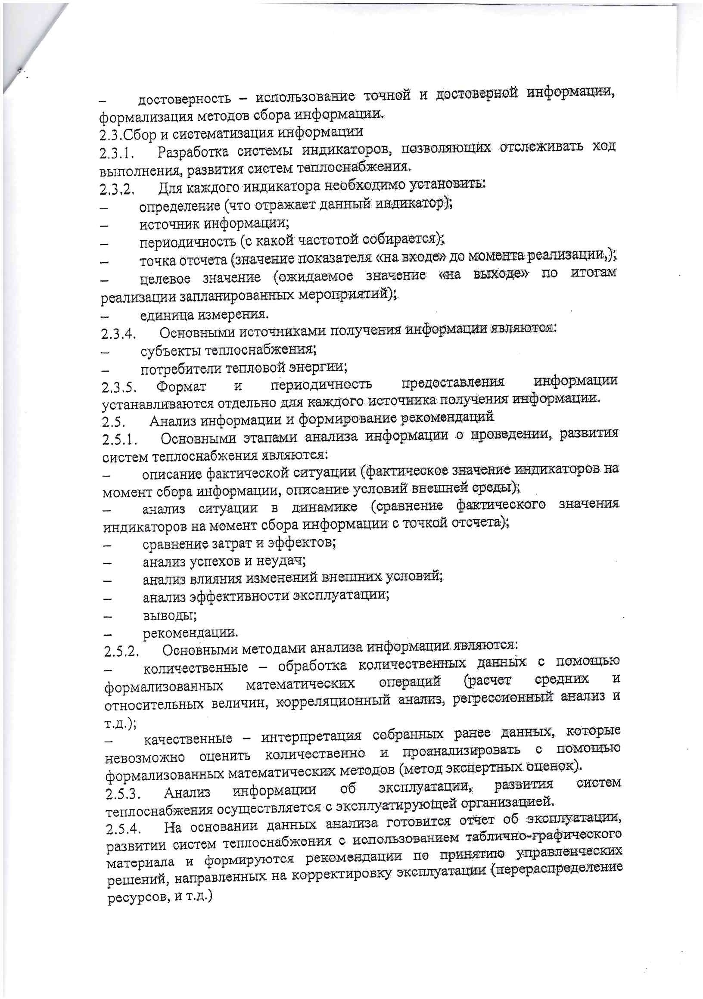 – достоверность – использование точной и достоверной информации,
формализация методов сбора информации.
2.3.Сбор и систематизация информации
2.3.1. Разработка системы индикаторов, позволяющих отслеживать ход
выполнения, развития систем теплоснабжения.
2.3.2. Для каждого индикатора необходимо установить:
– определение (что отражает данный индикатор);
– источник информации;
– периодичность (с какой частотой собирается);
– точка отсчета (значение показателя «на входе» до момента реализации,);
– целевое значение (ожидаемое значение «на выходе» по итогам
реализации запланированных мероприятий);
– единица измерения.
2.3.4. Основными источниками получения информации являются:
– субъекты теплоснабжения;
– потребители тепловой энергии;
2.3.5. Формат и периодичность предоставления информации
устанавливаются отдельно для каждого источника получения информации.
2.5. Анализ информации и формирование рекомендаций
2.5.1. Основными этапами анализа информации о проведении, развития
систем теплоснабжения являются:
– описание фактической ситуации (фактическое значение индикаторов на
момент сбора информации, описание условий внешней среды);
– анализ ситуации в динамике (сравнение фактического значения
индикаторов на момент сбора информации с точкой отсчета);
– сравнение затрат и эффектов;
– анализ успехов и неудач;
– анализ влияния изменений внешних условий;
– анализ эффективности эксплуатации;
– выводы;
– рекомендации.
2.5.2. Основными методами анализа информации являются:
– количественные – обработка количественных данных с помощью
формализованных математических операций (расчет средних и
относительных величин, корреляционный анализ, регрессионный анализ и
т.д.);
– качественные – интерпретация собранных ранее данных, которые
невозможно оценить количественно и проанализировать с помощью
формализованных математических методов (метод экспертных оценок).
2.5.3. Анализ информации об эксплуатации, развития систем
теплоснабжения осуществляется с эксплуатирующей организацией.
2.5.4. На основании данных анализа готовится отчет об эксплуатации,
развитии систем теплоснабжения с использованием таблично-графического
материала и формируются рекомендации по принятию управленческих
решений, направленных на корректировку эксплуатации (перераспределение
ресурсов, и т.д.)